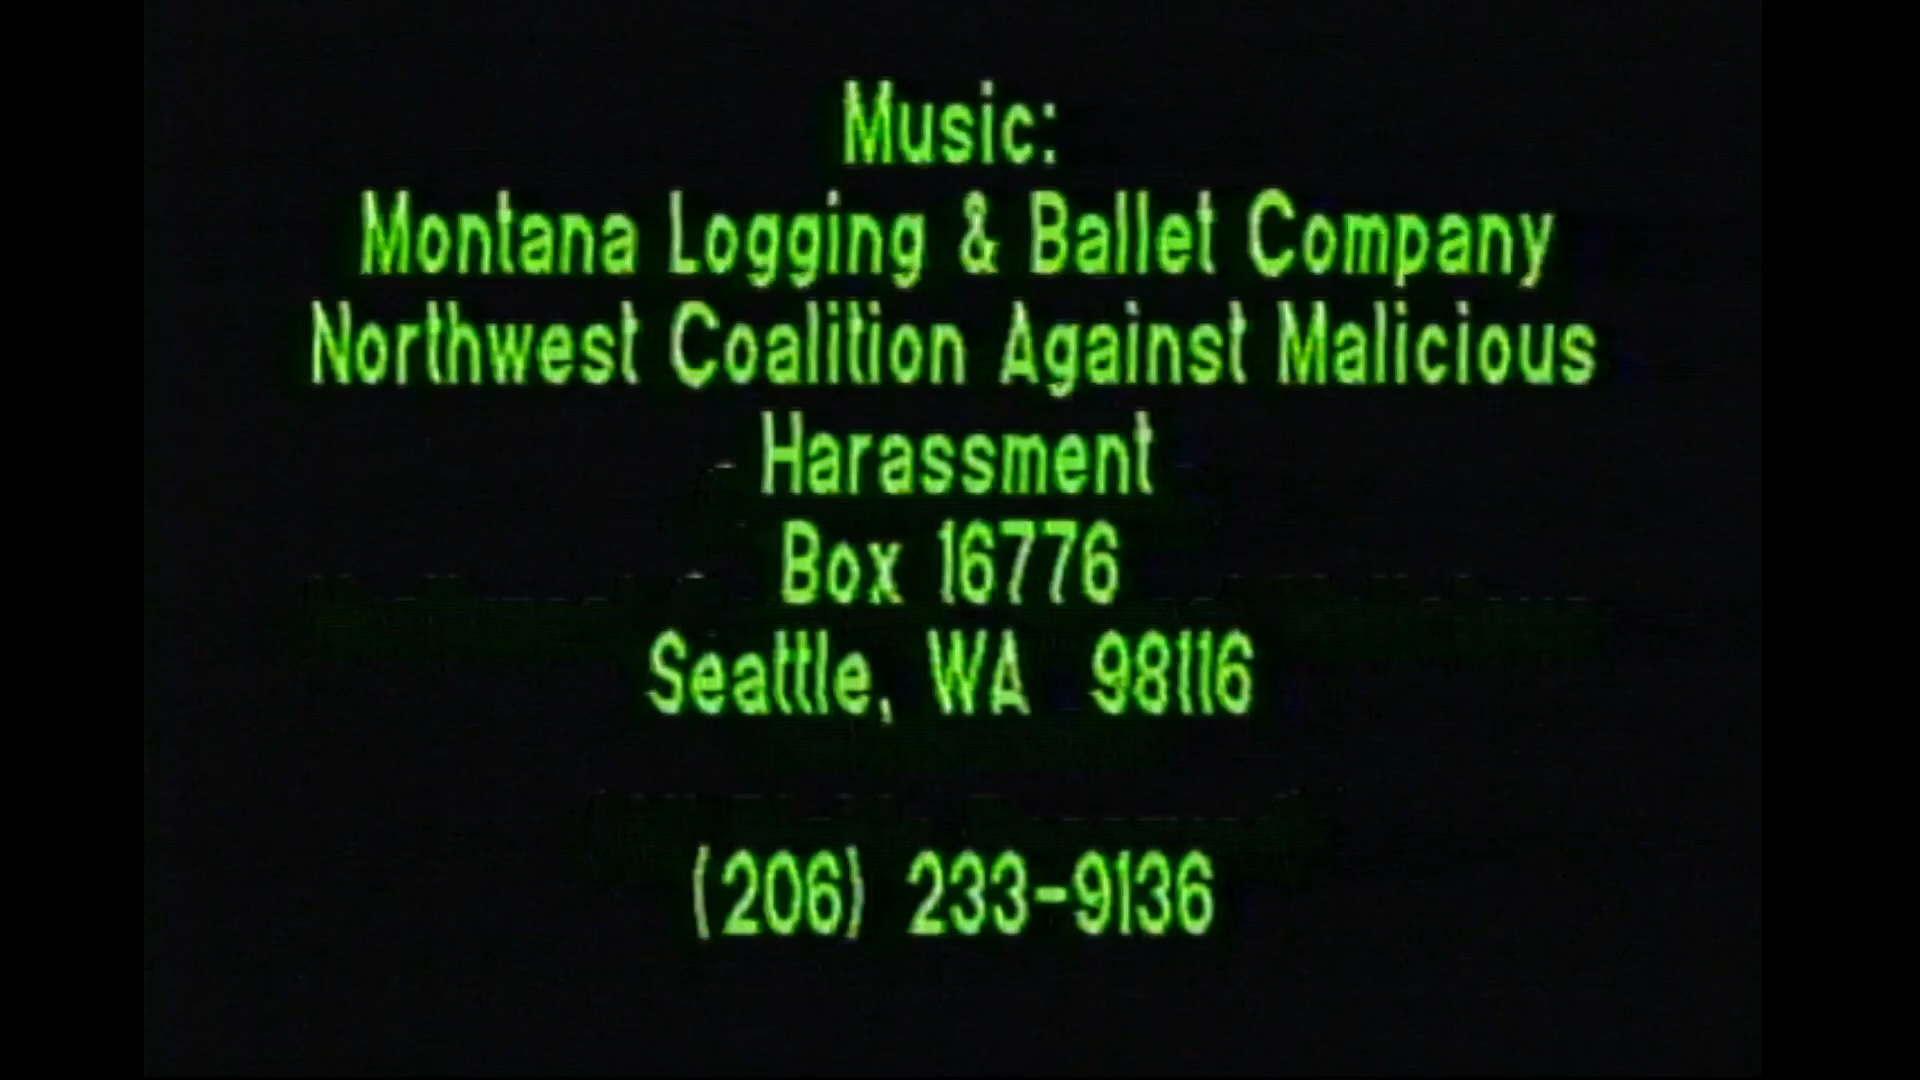 Music:
Montana Logging & Ballet Company
Northwest Coalition Against Malicious
Harassment
Box 16776
Seattle, WA  98116
(206) 233-9136